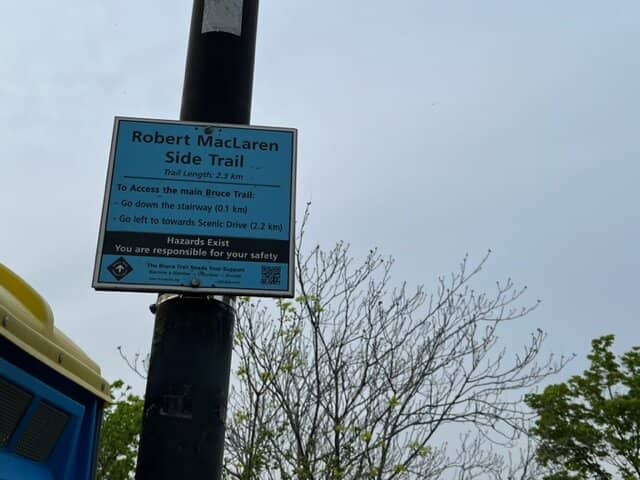 Robert MacLaren
Side Trail
Trail Length: 2.3 km
To Access the main Bruce Trail:
- Go down the stairway (0.1 km)
- Go left to towards Scenic Drive (2.2 km)
Hazards Exist
You are responsible for your safety
The Bruce Trail Needs Your Support